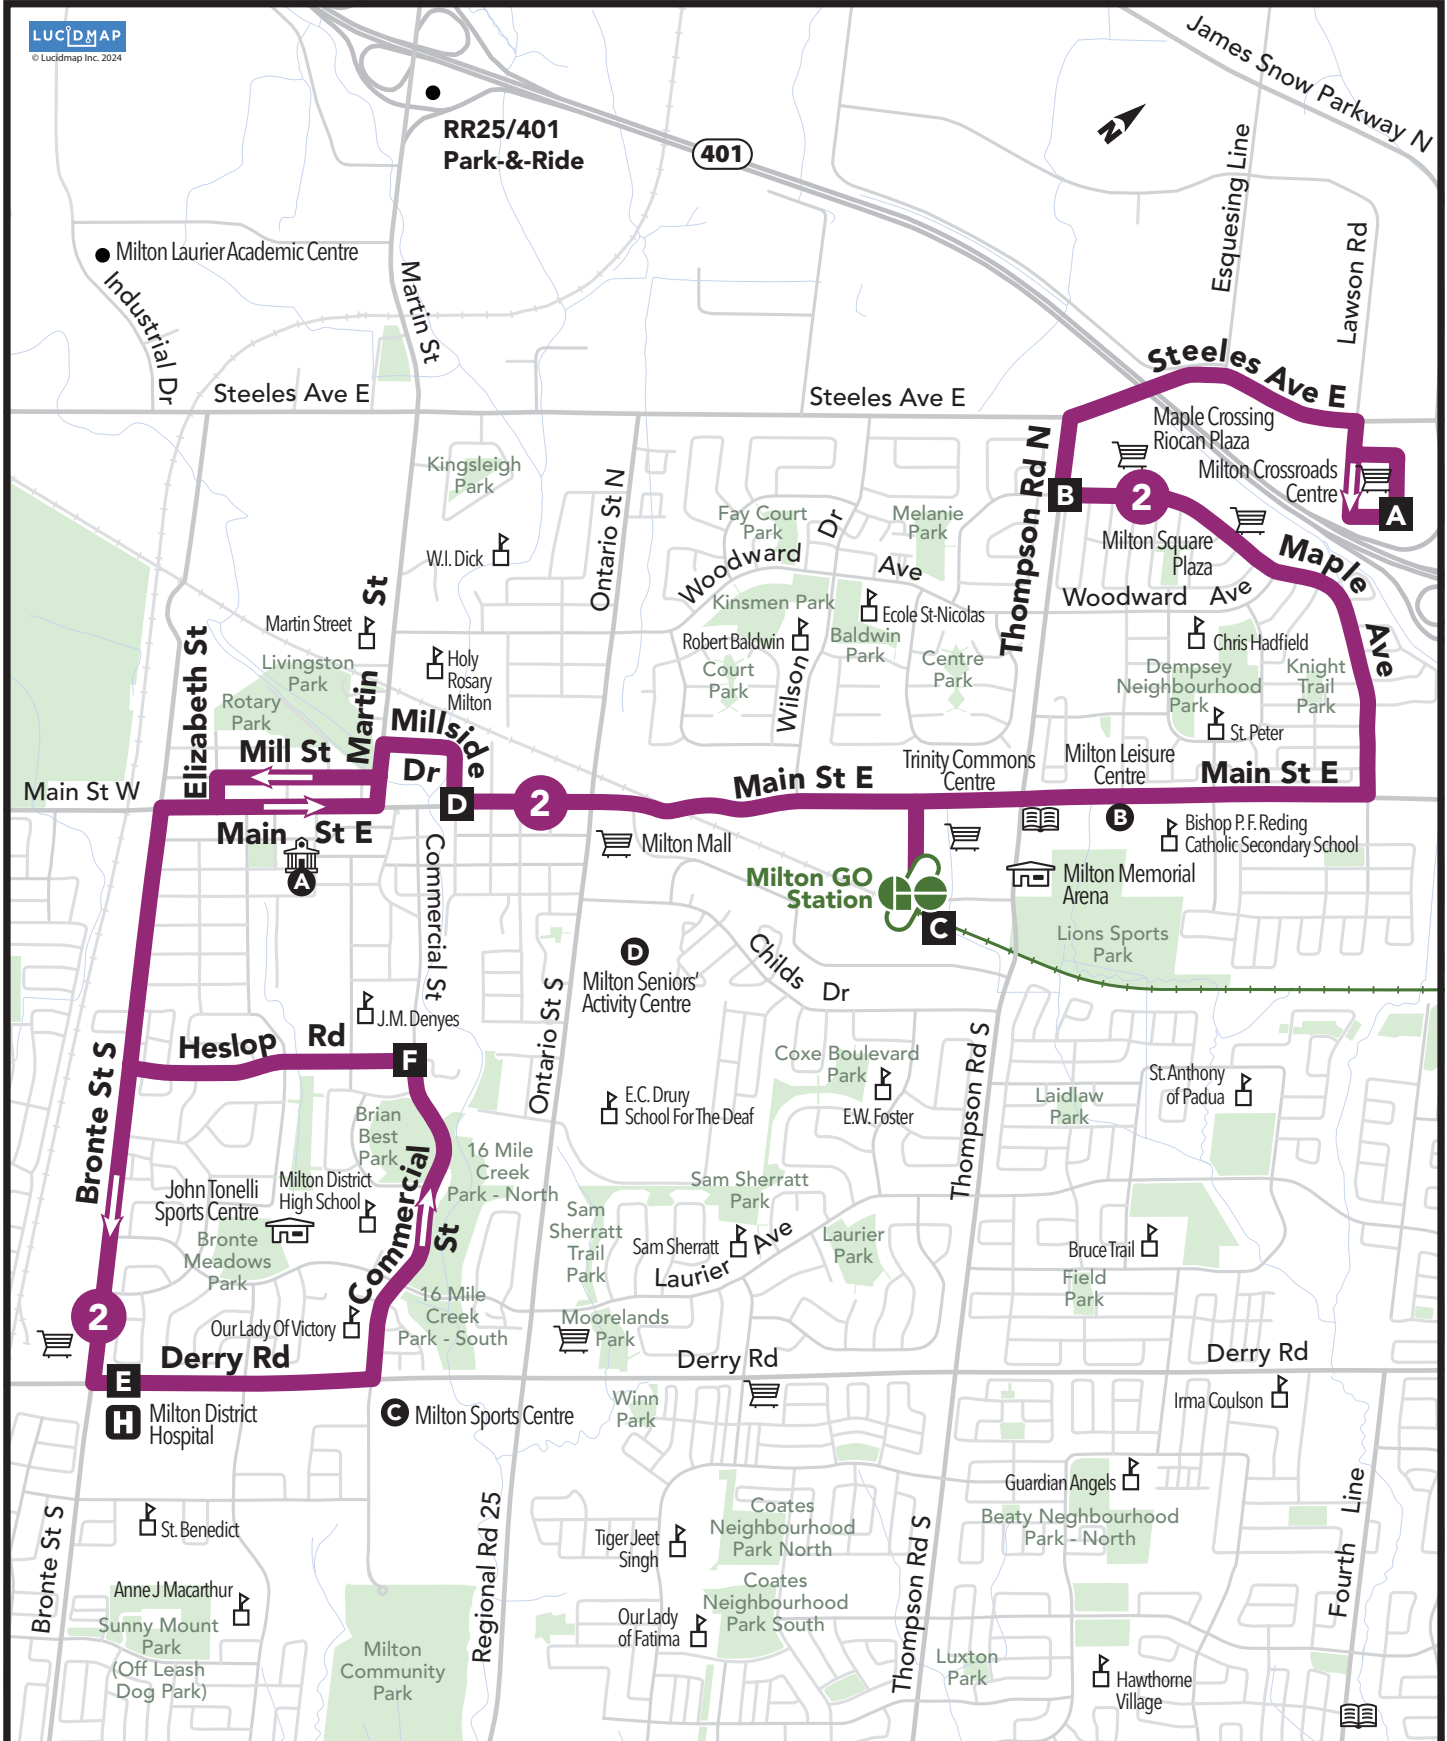 LUCIDMAP
© Lucidmap Inc. 2024
RR25/401
Park-&-Ride
401
N
James Snow Parkway N
Esquesing Line
Lawson Rd
Milton Laurier Academic Centre
Industrial Dr
Martin St
Steeles Ave E
Steeles Ave E
Steeles Ave E
Maple Crossing
Riocan Plaza
Milton Crossroads
Centre
A
B
2
Thompson Rd N
Milton Square
Plaza
Maple
Ave
Woodward Ave
Kingsleigh
Park
W.I. Dick
Ontario St N
Fay Court
Park
Woodward
Dr
Ave
Melanie
Park
Kinsmen Park
Ecole St-Nicolas
Robert Baldwin
Baldwin
Park
Court
Park
Wilson
Centre
Park
Chris Hadfield
Dempsey
Neighbourhood
Park
Knight
Trail
Park
St. Peter
Martin Street
St
Martin
Livingston
Park
Rotary
Park
Holy
Rosary
Milton
Elizabeth St
Mill St
Millside
Dr
Main St W
Main St E
D
2
Main St E
Trinity Commons
Centre
Milton Leisure
Centre
Main St E
A
Milton Mall
B
Bishop P. F. Reding
Catholic Secondary School
Milton GO
Station
C
Milton Memorial
Arena
Lions Sports
Park
Commercial St
D
Milton Seniors'
Activity Centre
Childs
Dr
Ontario St S
J.M. Denyes
Heslop Rd
F
Bronte St S
Coxe Boulevard
Park
E.W. Foster
E.C. Drury
School For The Deaf
Thompson Rd S
Laidlaw
Park
St. Anthony
of Padua
Brian
Best
Park
16 Mile
Creek
Park - North
Milton District
High School
John Tonelli
Sports Centre
Bronte
Meadows
Park
Commercial
St
Sam Sherratt
Park
Sam
Sherratt
Trail
Park
Sam Sherratt
Laurier
Ave
Laurier
Park
Bruce Trail
Field
Park
2
Our Lady Of Victory
16 Mile
Creek
Park - South
Moorelands
Park
Derry Rd
Derry Rd
Derry Rd
E
H
Milton District
Hospital
C
Milton Sports Centre
Winn
Park
Irma Coulson
Bronte St S
St. Benedict
Anne J Macarthur
Sunny Mount
Park
(Off Leash
Dog Park)
Milton
Community
Park
Regional Rd 25
Tiger Jeet
Singh
Coates
Neighbourhood
Park North
Coates
Neighbourhood
Park South
Our Lady
of Fatima
Thompson Rd S
Guardian Angels
Beaty Neghbourhood
Park - North
Fourth Line
Luxton
Park
Hawthorne
Village